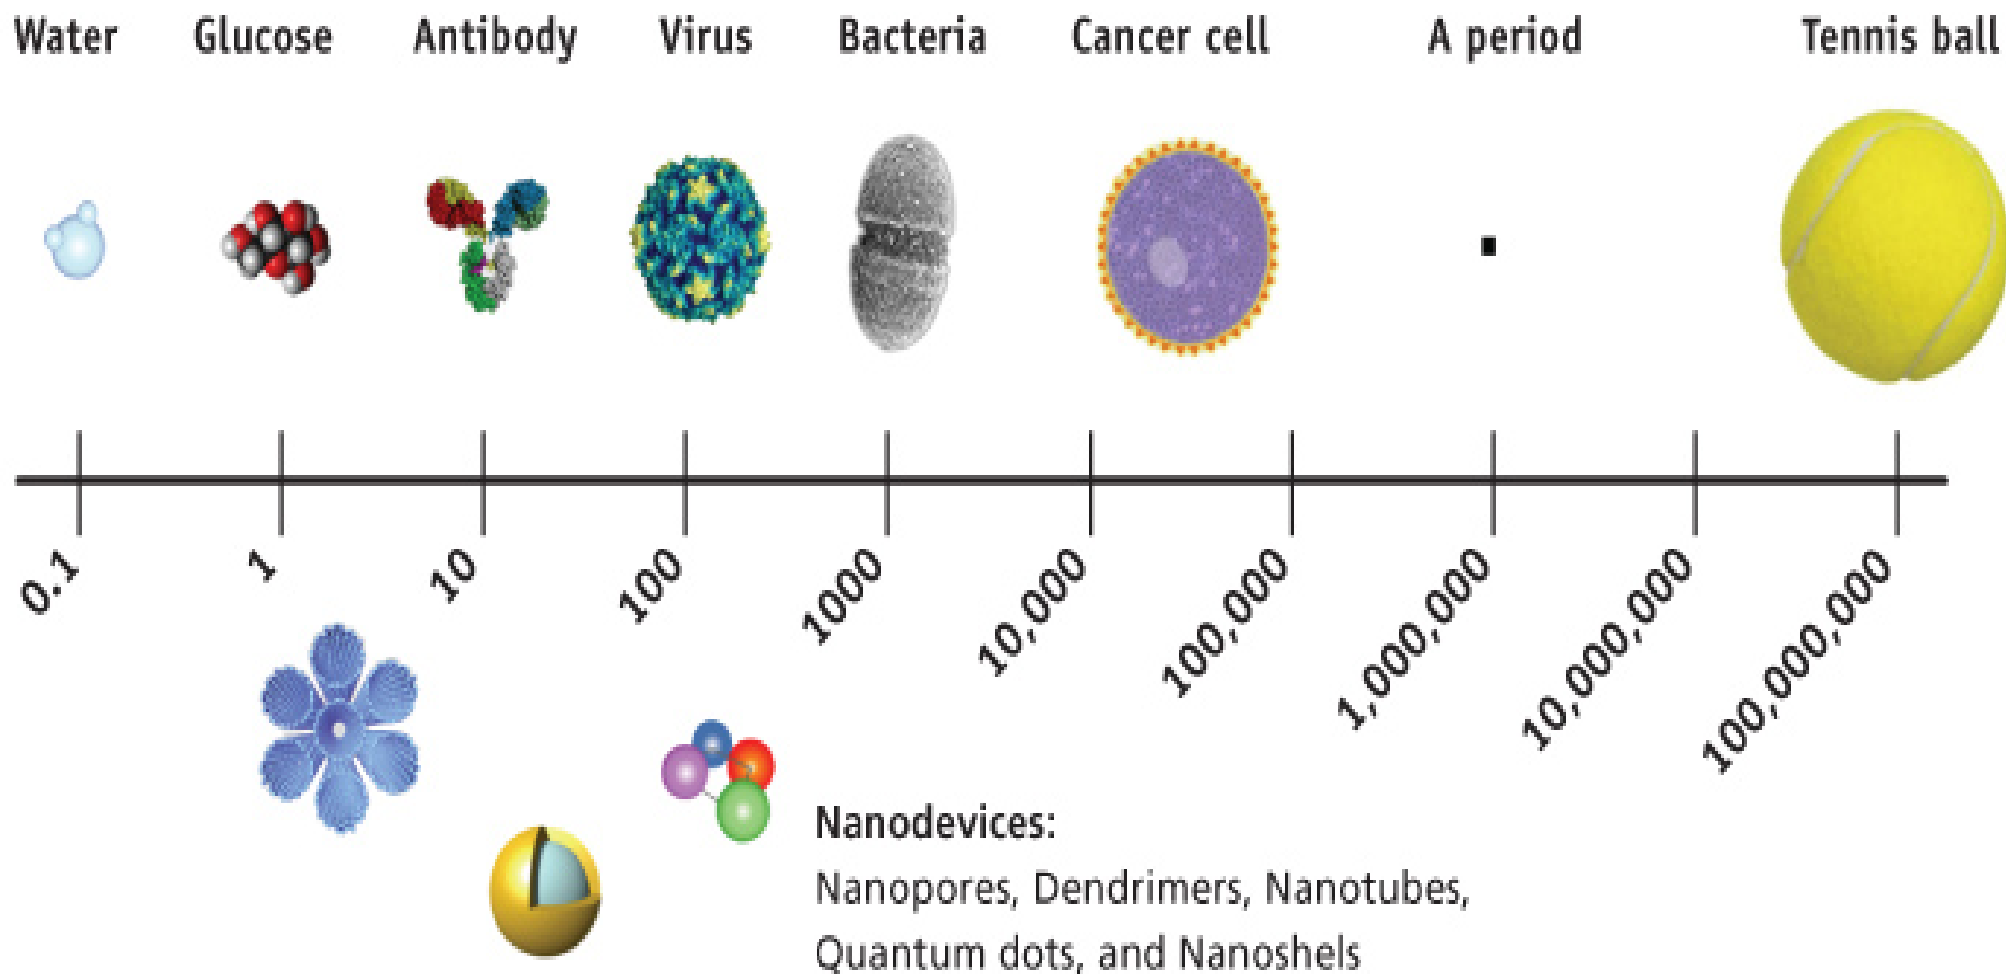 Water Glucose Antibody Virus Bacteria Cancer cell A period Tennis ball
0.1 1 10 100 1000 10,000 100,000 1,000,000 10,000,000 100,000,000
Nanodevices:
Nanopores, Dendrimers, Nanotubes,
Quantum dots, and Nanoshels